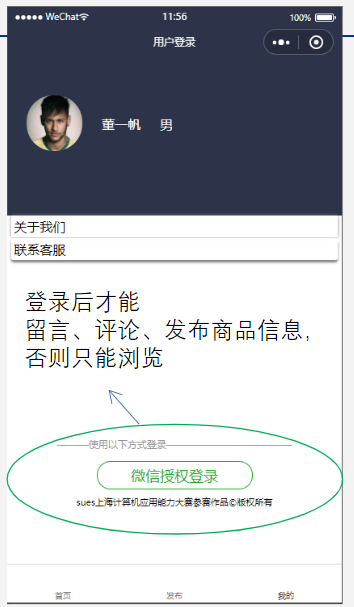 WeChat
11:56
100%
用户登录
董一帆 男
关于我们
联系客服
登录后才能
留言、评论、发布商品信息,
否则只能浏览
使用以下方式登录
微信授权登录
sues上海计算机应用能力大赛参赛作品©版权所有
首页 发布 我的